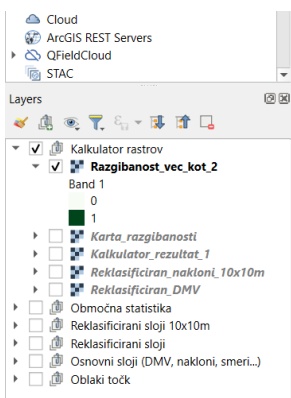 Cloud
ArcGIS REST Servers
QFieldCloud
STAC
Layers
Kalkulator rastrov
Razgibanost_vec_kot_2
Band 1
0
1
Karta_razgibanosti
Kalkulator_rezultat_1
Reklasificiran_nakloni_10x10m
Reklasificiran_DMV
Območna statistika
Reklasificirani sloji 10x10m
Reklasificirani sloji
Osnovni sloji (DMV, nakloni, smeri...)
Oblaki točk